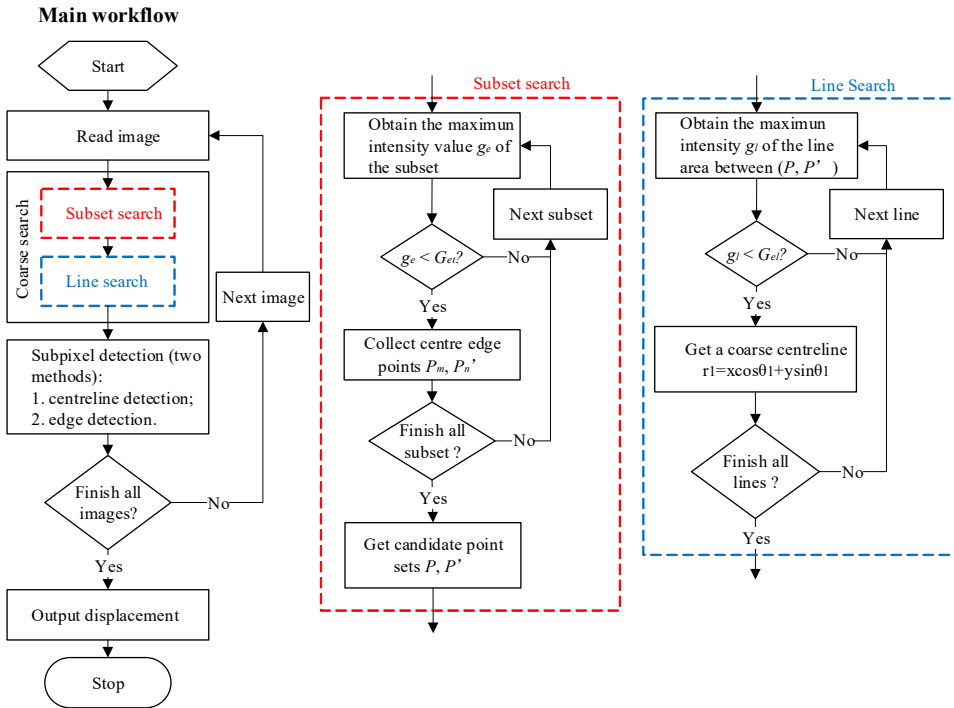 Main workflow
Start
Read image
Coarse search
Subset search
Line search
Next image
Subpixel detection (two
methods):
1. centreline detection;
2. edge detection.
Finish all
images?
No
Yes
Output displacement
Stop
Subset search
Obtain the maximun
intensity value ge of
the subset
Next subset
ge < Get?
No
Yes
Collect centre edge
points Pm, Pn’
Finish all
subset ?
No
Yes
Get candidate point
sets P, P’
Line Search
Obtain the maximun
intensity gl of the line
area between (P, P’ )
Next line
gl < Gel?
No
Yes
Get a coarse centreline
r1=xcosθ1+ysinθ1
Finish all
lines ?
No
Yes